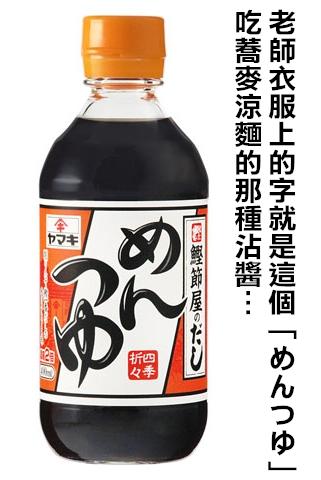 老師衣服上的字就是這個「めんつゆ」
吃蕎麥涼麵的那種沾醬…
ヤマキ
鰹節屋のだし
めんつゆ
四季折々